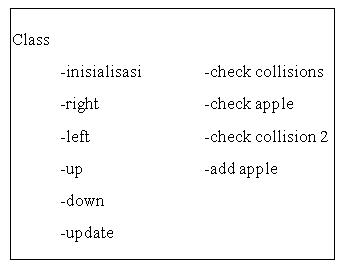 Class
-inisialisasi -check collisions
-right -check apple
-left -check collision 2
-up -add apple
-down
-update